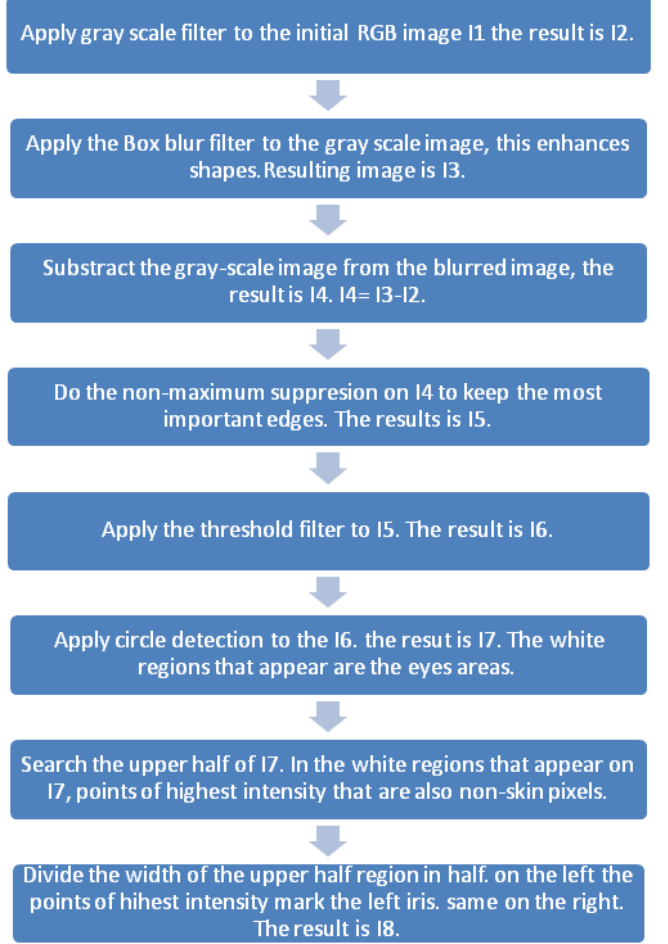 Apply gray scale filter to the initial RGB image I1 the result is I2.
Apply the Box blur filter to the gray scale image, this enhances
shapes. Resulting image is I3.
Substract the gray-scale image from the blurred image, the
result is I4. I4= I3-I2.
Do the non-maximum suppresion on I4 to keep the most
important edges. The results is I5.
Apply the threshold filter to I5. The result is I6.
Apply circle detection to the I6. the resut is I7. The white
regions that appear are the eyes areas.
Search the upper half of I7. In the white regions that appear on
I7, points of highest intensity that are also non-skin pixels.
Divide the width of the upper half region in half. on the left the
points of hihest intensity mark the left iris. same on the right.
The result is I8.